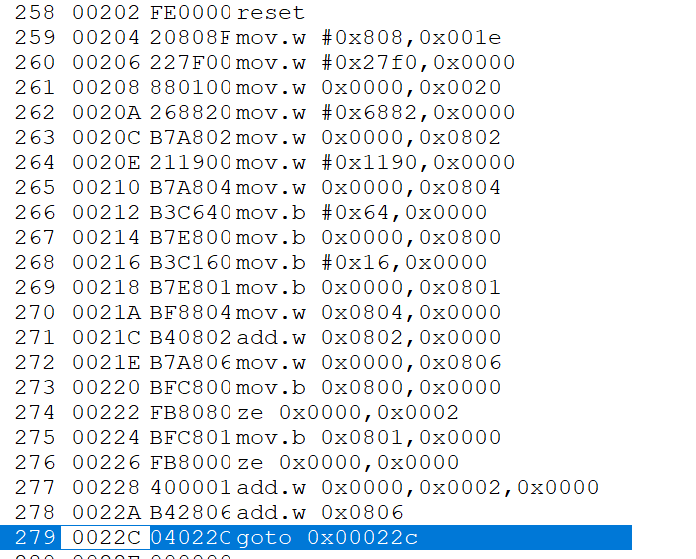 258 00202 FE0000 reset
259 00204 20808F mov.w #0x808,0x001e
260 00206 227F00 mov.w #0x27f0,0x0000
261 00208 880100 mov.w 0x0000,0x0020
262 0020A 268820 mov.w #0x6882,0x0000
263 0020C B7A802 mov.w 0x0000,0x0802
264 0020E 211900 mov.w #0x1190,0x0000
265 00210 B7A804 mov.w 0x0000,0x0804
266 00212 B3C640 mov.b #0x64,0x0000
267 00214 B7E800 mov.b 0x0000,0x0800
268 00216 B3C160 mov.b #0x16,0x0000
269 00218 B7E801 mov.b 0x0000,0x0801
270 0021A BF8804 mov.w 0x0804,0x0000
271 0021C B40802 add.w 0x0802,0x0000
272 0021E B7A806 mov.w 0x0000,0x0806
273 00220 BFC800 mov.b 0x0800,0x0000
274 00222 FB8080 ze 0x0000,0x0002
275 00224 BFC801 mov.b 0x0801,0x0000
276 00226 FB8000 ze 0x0000,0x0000
277 00228 400001 add.w 0x0000,0x0002,0x0000
278 0022A B42806 add.w 0x0806
279 0022C 04022C goto 0x00022c